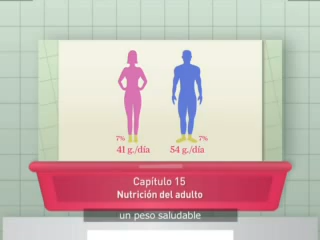 7% 7%
41 g./día 54 g./día
Capítulo 15
Nutrición del adulto
un peso saludable